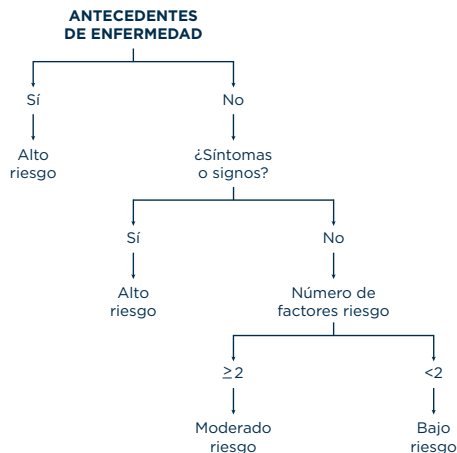 ANTECEDENTES
DE ENFERMEDAD
Sí
No
Alto
riesgo
¿Síntomas
o signos?
Sí
No
Alto
riesgo
Número de
factores riesgo
≥2
<2
Moderado
riesgo
Bajo
riesgo